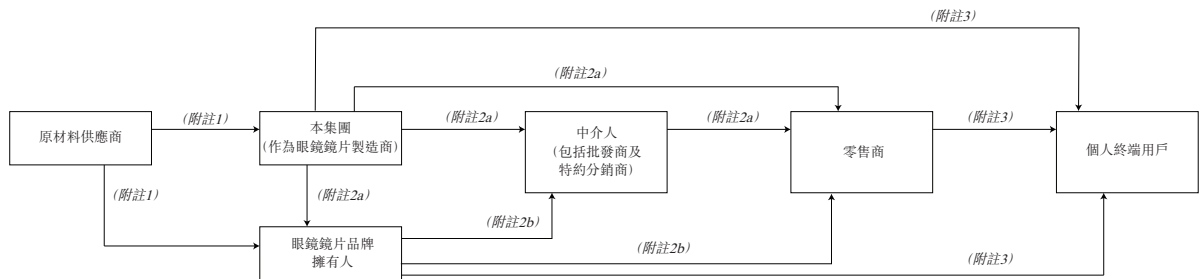 (附註3)
(附註2a)
原材料供應商
(附註1)
本集團
(作為眼鏡鏡片製造商)
(附註2a)
中介人
(包括批發商及
特約分銷商)
(附註2a)
零售商
(附註3)
個人終端用戶
(附註1)
(附註2a)
(附註2b)
眼鏡鏡片品牌
擁有人
(附註2b)
(附註3)